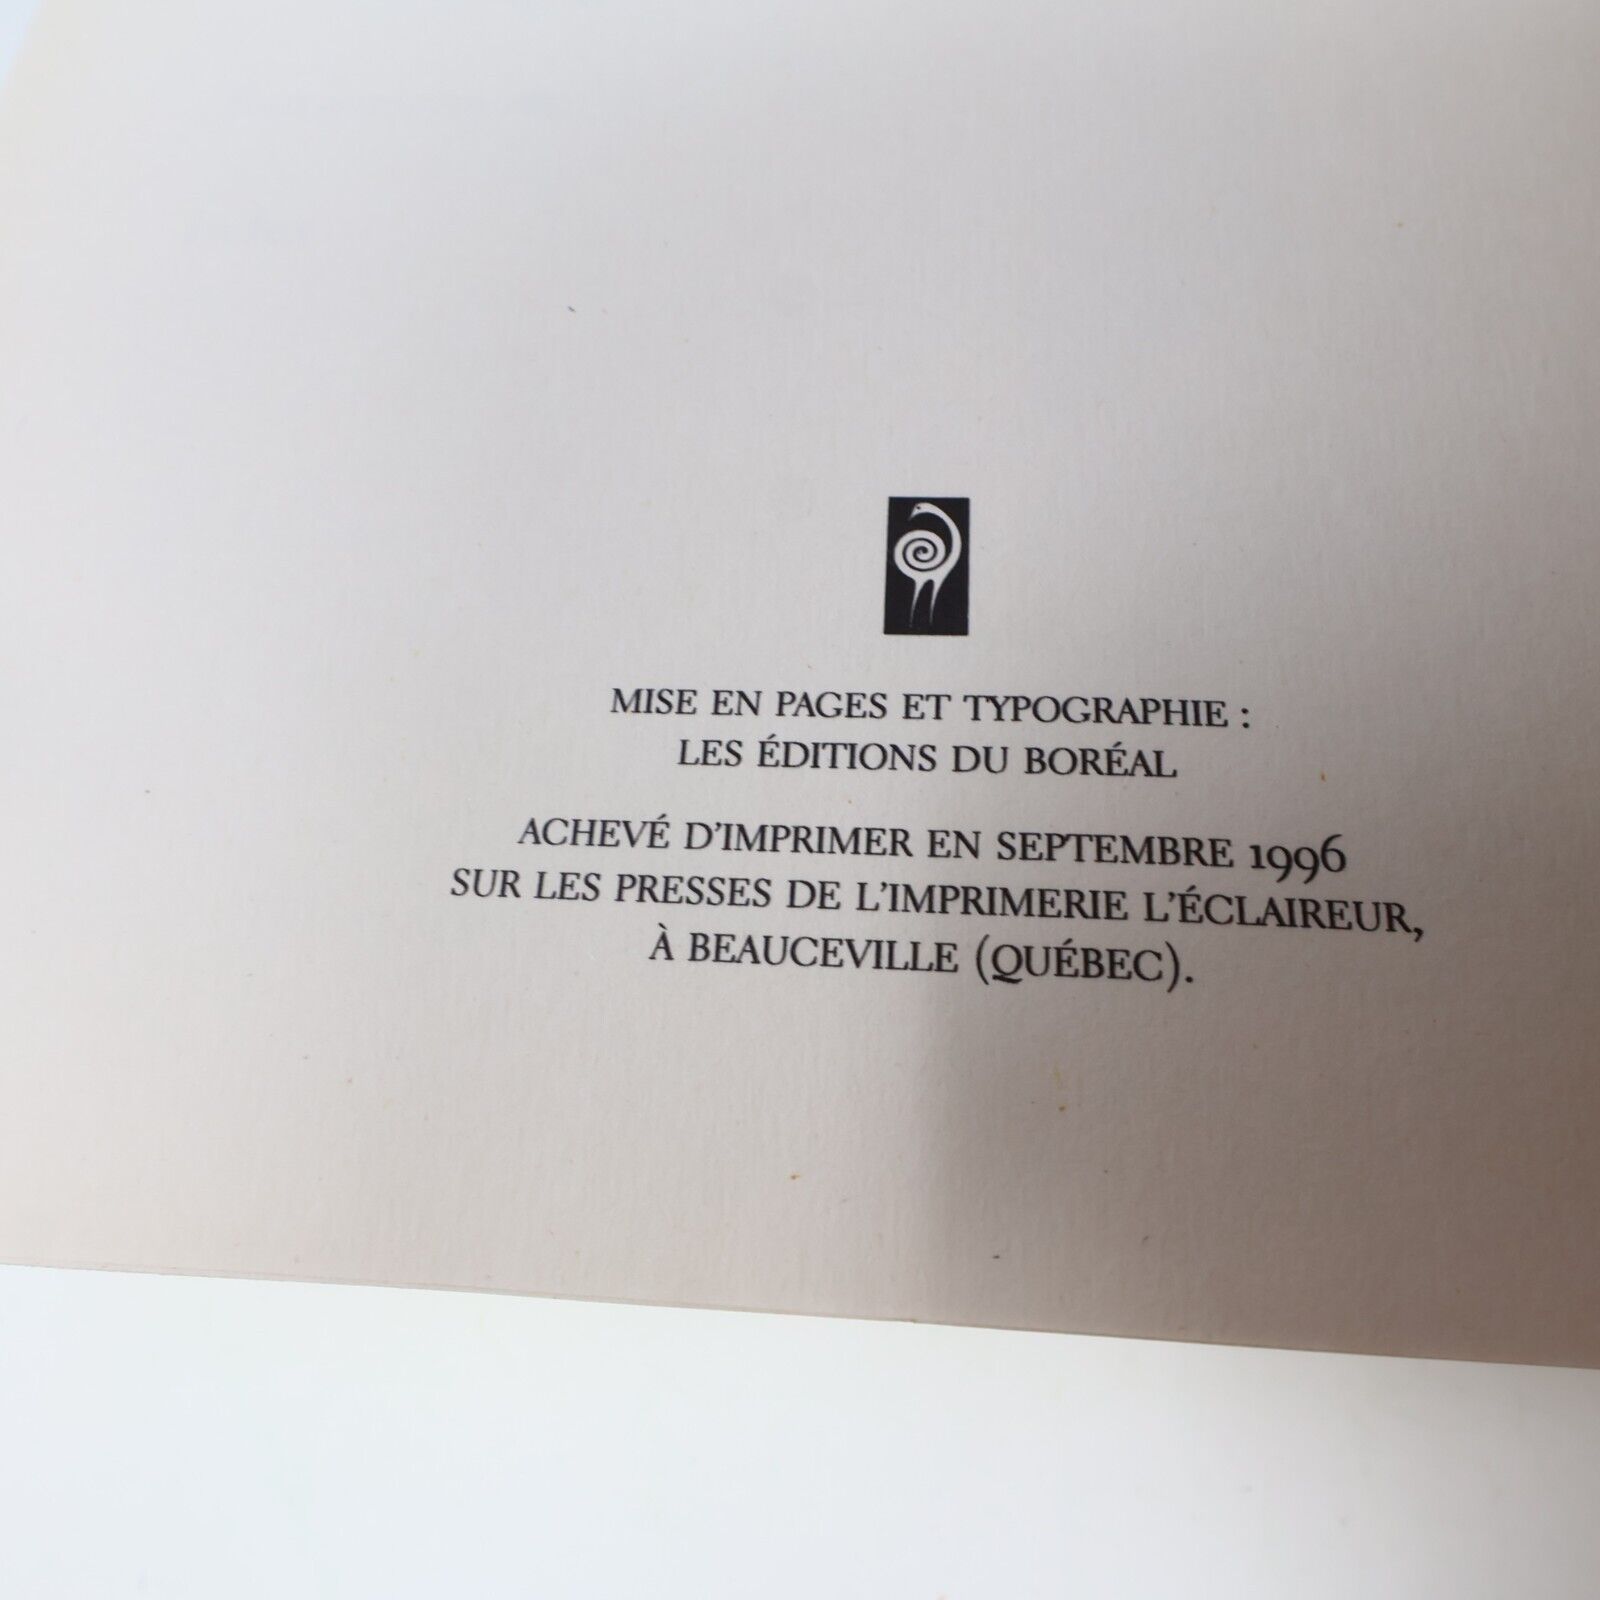 MISE EN PAGES ET TYPOGRAPHIE :
LES ÉDITIONS DU BORÉAL
ACHEVÉ D'IMPRIMER EN SEPTEMBRE 1996
SUR LES PRESSES DE L'IMPRIMERIE L'ÉCLAIREUR,
À BEAUCEVILLE (QUÉBEC).